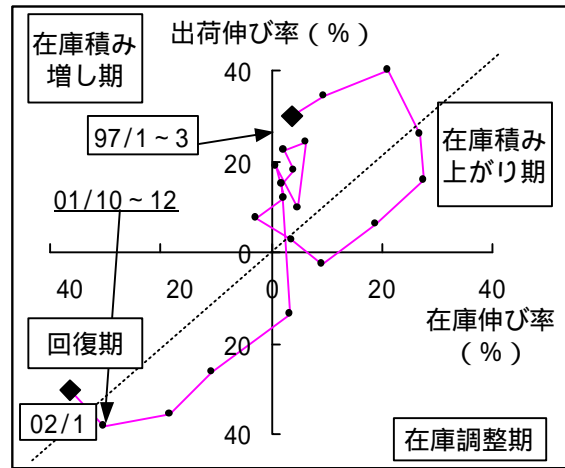 在庫積み
増し期
出荷伸び率(%)
40
97/1~3
在庫積み
上がり期
20
01/10~12
0
40
20
0
20
40
在庫伸び率
(%)
回復期
20
02/1
40
在庫調整期